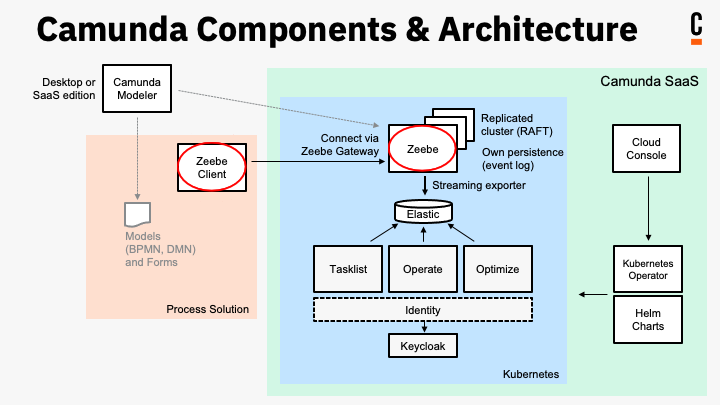 Camunda Components & Architecture
C
Camunda SaaS
Desktop or
SaaS edition
Camunda
Modeler
Replicated
cluster (RAFT)
Connect via
Zeebe Gateway
Zeebe
Own persistence
(event log)
Cloud
Console
Zeebe
Client
Streaming exporter
Elastic
Models
(BPMN, DMN)
and Forms
Tasklist
Operate
Optimize
Kubernetes
Operator
Process Solution
Identity
Helm
Charts
Keycloak
Kubernetes